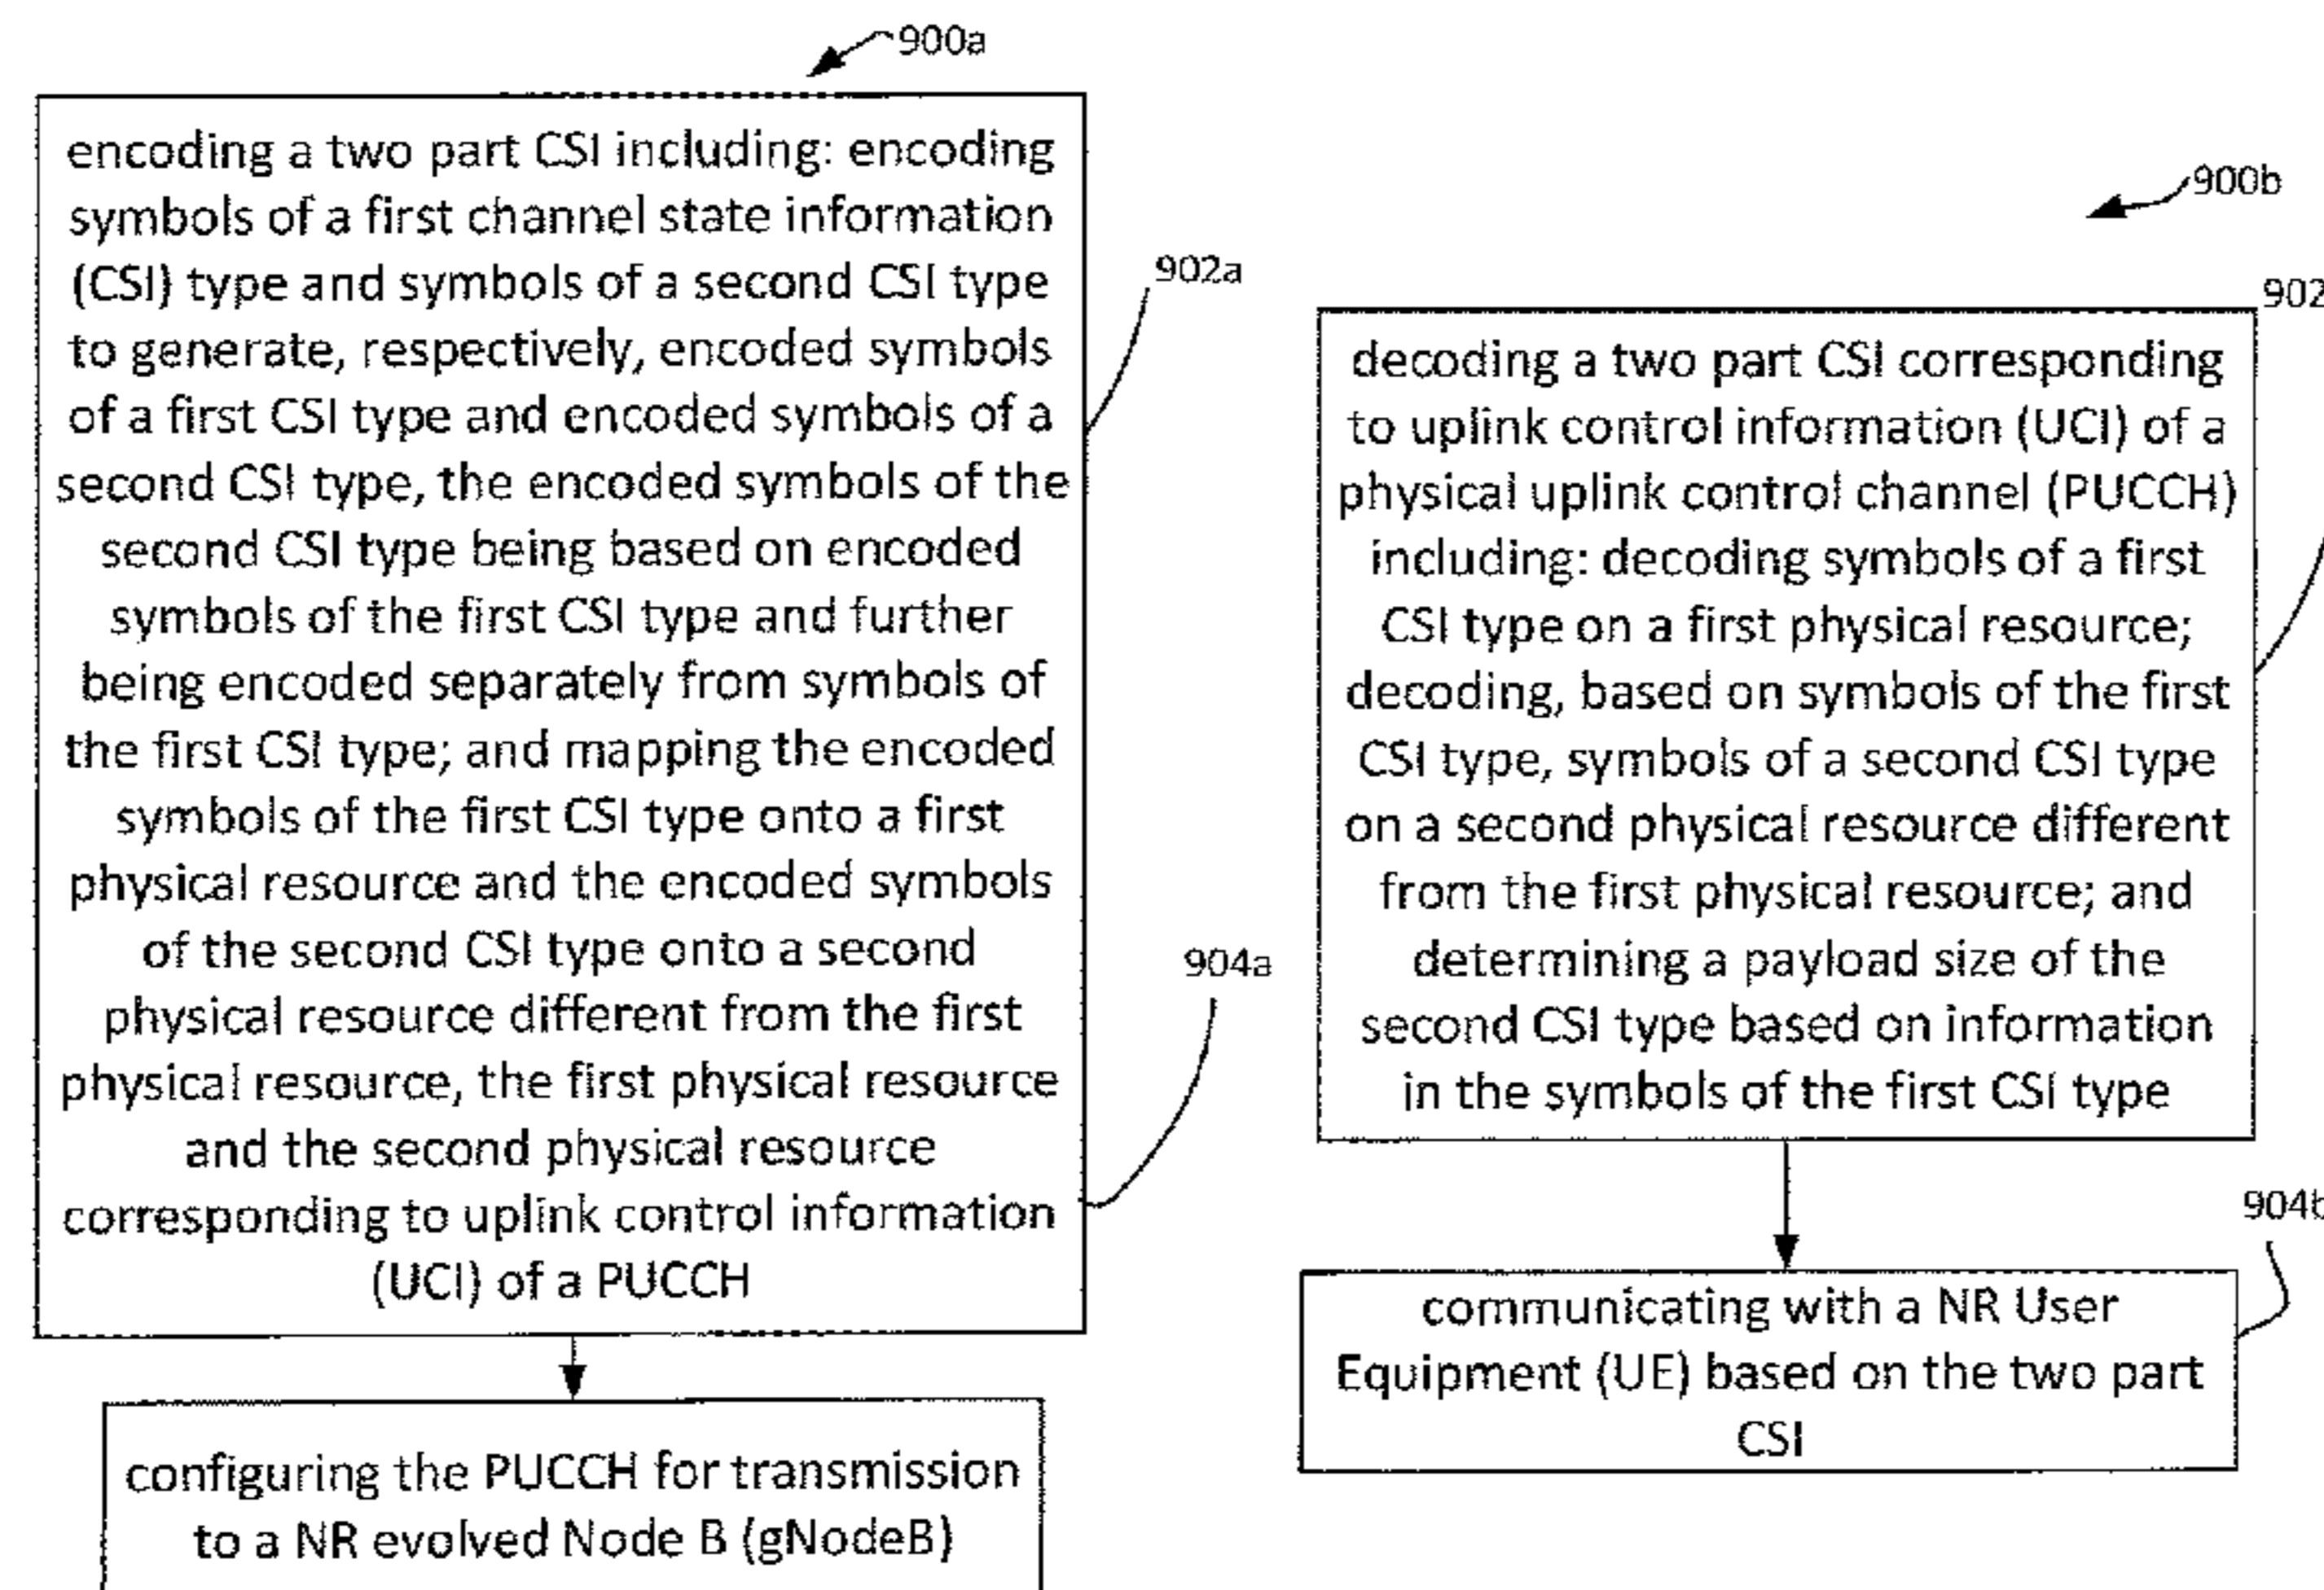 900a
encoding a two part CSI including: encoding
symbols of a first channel state information
(CSI) type and symbols of a second CSI type
to generate, respectively, encoded symbols
of a first CSI type and encoded symbols of a
second CSI type, the encoded symbols of the
second CSI type being based on encoded
symbols of the first CSI type and further
being encoded separately from symbols of
the first CSI type; and mapping the encoded
symbols of the first CSI type onto a first
physical resource and the encoded symbols
of the second CSI type onto a second
physical resource different from the first
physical resource, the first physical resource
and the second physical resource
corresponding to uplink control information
(UCI) of a PUCCH
902a
904a
configuring the PUCCH for transmission
to a NR evolved Node B (gNodeB)
900b
902
decoding a two part CSI corresponding
to uplink control information (UCI) of a
physical uplink control channel (PUCCH)
including: decoding symbols of a first
CSI type on a first physical resource;
decoding, based on symbols of the first
CSI type, symbols of a second CSI type
on a second physical resource different
from the first physical resource; and
determining a payload size of the
second CSI type based on information
in the symbols of the first CSI type
904b
communicating with a NR User
Equipment (UE) based on the two part
CSI